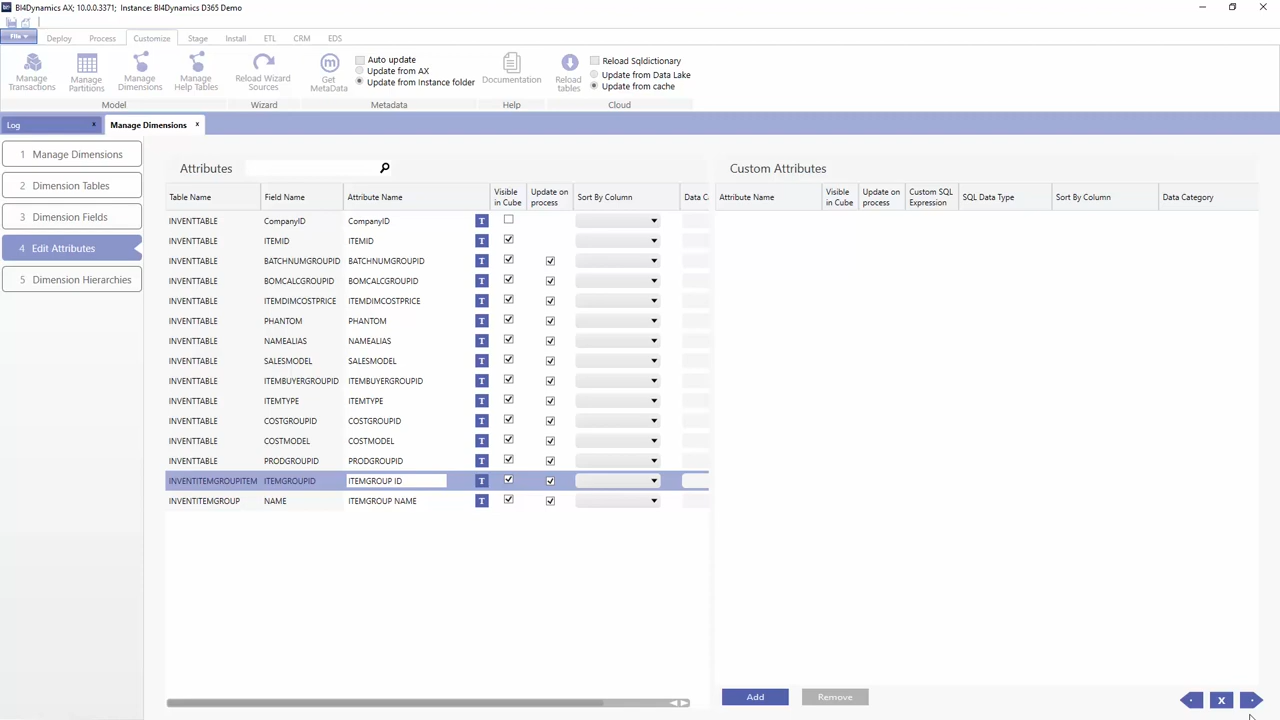 BI4Dynamics AX; 10.0.0.3371; Instance: BI4Dynamics D365 Demo
File Deploy Process Customize Stage Install ETL CRM EDS
Manage Transactions
Manage Partitions
Manage Dimensions
Manage Help Tables
Reload Wizard Sources
Get MetaData
Auto update
Update from AX
Update from Instance folder
Documentation
Reload tables
Reload Sqldictionary
Update from Data Lake
Update from cache
Model Wizard Metadata Help Cloud
Log x Manage Dimensions x
1 Manage Dimensions
2 Dimension Tables
3 Dimension Fields
4 Edit Attributes
5 Dimension Hierarchies
Attributes
Table Name Field Name Attribute Name Visible in Cube Update on process Sort By Column Data C
INVENTTABLE CompanyID CompanyID T
INVENTTABLE ITEMID ITEMID T
INVENTTABLE BATCHNUMGROUPID BATCHNUMGROUPID T
INVENTTABLE BOMCALCGROUPID BOMCALCGROUPID T
INVENTTABLE ITEMDIMCOSTPRICE ITEMDIMCOSTPRICE T
INVENTTABLE PHANTOM PHANTOM T
INVENTTABLE NAMEALIAS NAMEALIAS T
INVENTTABLE SALESMODEL SALESMODEL T
INVENTTABLE ITEMBUYERGROUPID ITEMBUYERGROUPID T
INVENTTABLE ITEMTYPE ITEMTYPE T
INVENTTABLE COSTGROUPID COSTGROUPID T
INVENTTABLE COSTMODEL COSTMODEL T
INVENTTABLE PRODGROUPID PRODGROUPID T
INVENTITEMGROUPITEM ITEMGROUPID ITEMGROUP ID T
INVENTITEMGROUP NAME ITEMGROUP NAME T
Custom Attributes
Attribute Name Visible in Cube Update on process Custom SQL Expression SQL Data Type Sort By Column Data Category
Add Remove X